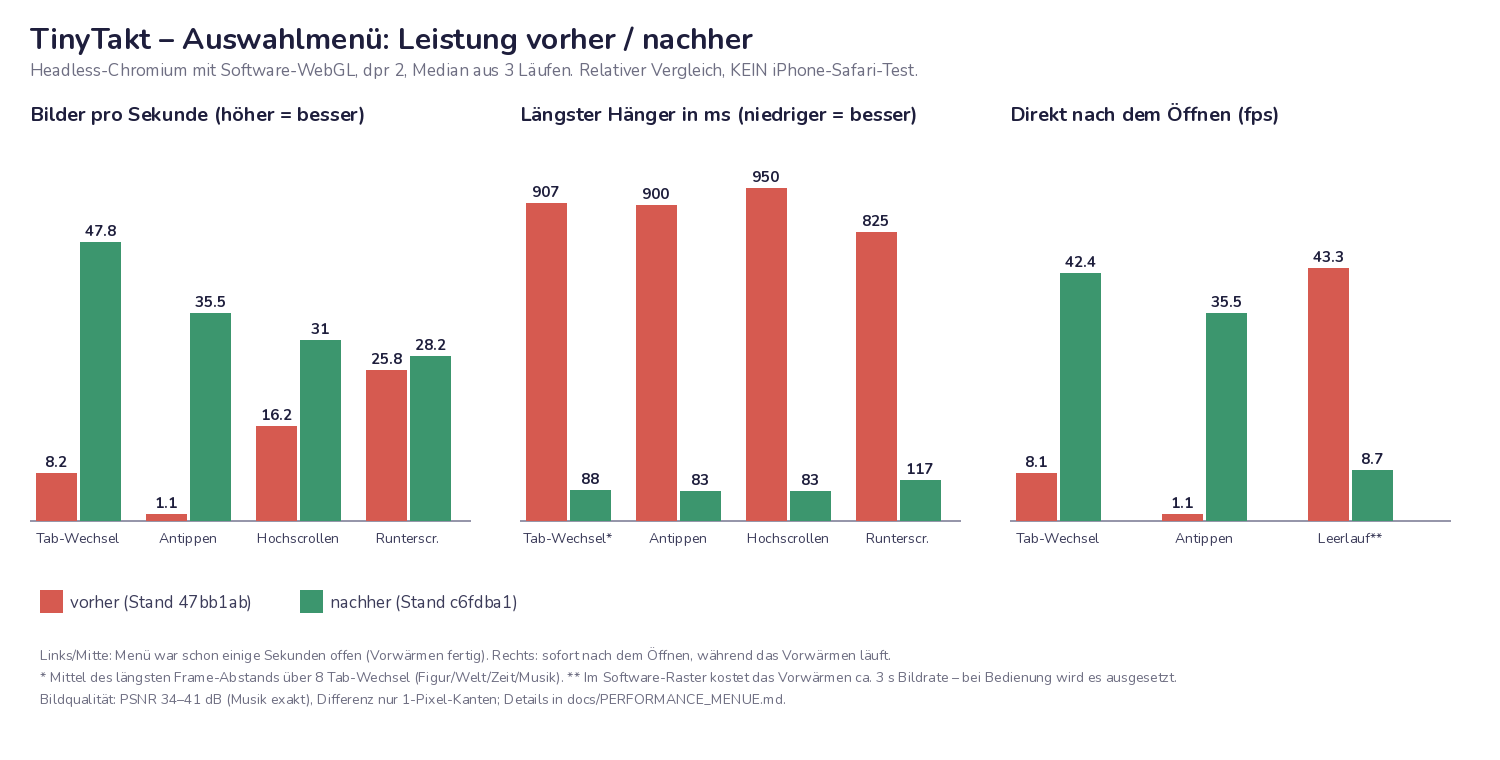 TinyTakt – Auswahlmenü: Leistung vorher / nachher
Headless-Chromium mit Software-WebGL, dpr 2, Median aus 3 Läufen. Relativer Vergleich, KEIN iPhone-Safari-Test.
Bilder pro Sekunde (höher = besser)
47.8
35.5
31
28.2
25.8
16.2
8.2
1.1
Tab-Wechsel Antippen Hochscrollen Runterscr.
Längster Hänger in ms (niedriger = besser)
950
907
900
825
117
88
83
83
Tab-Wechsel* Antippen Hochscrollen Runterscr.
Direkt nach dem Öffnen (fps)
43.3
42.4
35.5
8.1
8.7
1.1
Tab-Wechsel Antippen Leerlauf**
vorher (Stand 47bb1ab)
nachher (Stand c6fdba1)
Links/Mitte: Menü war schon einige Sekunden offen (Vorwärmen fertig). Rechts: sofort nach dem Öffnen, während das Vorwärmen läuft.
* Mittel des längsten Frame-Abstands über 8 Tab-Wechsel (Figur/Welt/Zeit/Musik). ** Im Software-Raster kostet das Vorwärmen ca. 3 s Bildrate – bei Bedienung wird es ausgesetzt.
Bildqualität: PSNR 34–41 dB (Musik exakt), Differenz nur 1-Pixel-Kanten; Details in docs/PERFORMANCE_MENUE.md.